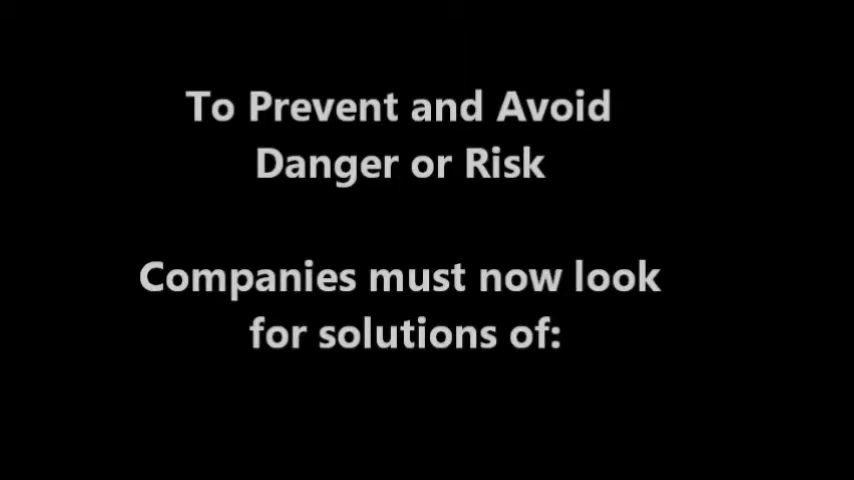 To Prevent and Avoid
Danger or Risk
Companies must now look
for solutions of: